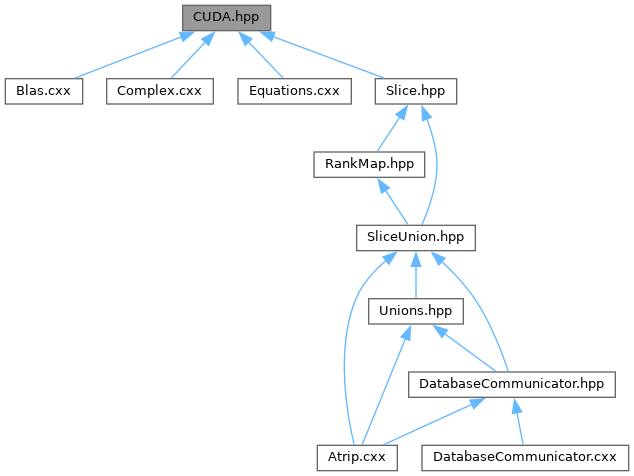 CUDA.hpp
Blas.cxx
Complex.cxx
Equations.cxx
Slice.hpp
RankMap.hpp
SliceUnion.hpp
Unions.hpp
DatabaseCommunicator.hpp
Atrip.cxx
DatabaseCommunicator.cxx